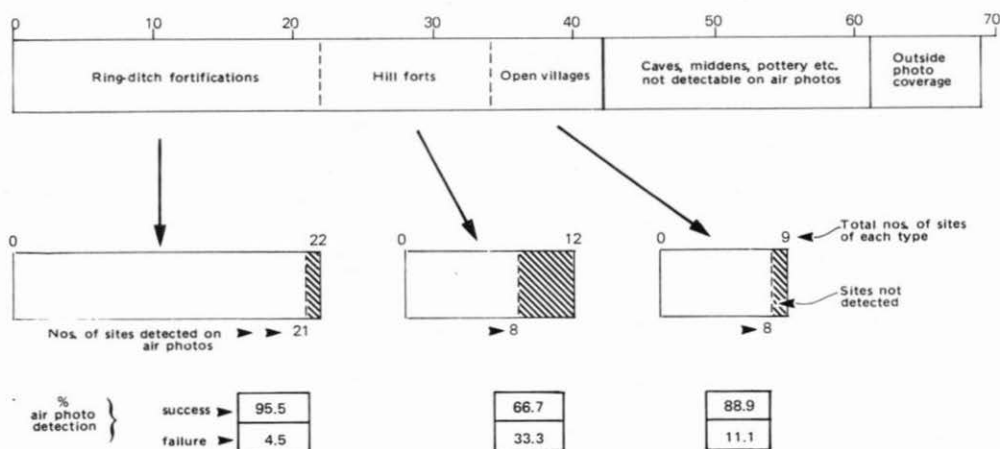 0 10 20 30 40 50 60 70
Ring-ditch fortifications
Hill forts
Open villages
Caves, middens, pottery etc.
not detectable on air photos
Outside
photo
coverage
0 22
0 12
0 9
Total nos. of sites
of each type
Sites not
detected
Nos. of sites detected on
air photos
21
8
8
%
air photo
detection
success 95.5 66.7 88.9
failure 4.5 33.3 11.1